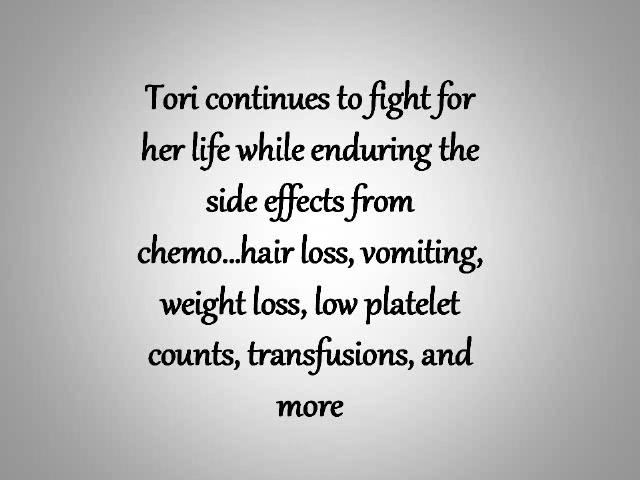 Tori continues to fight for
her life while enduring the
side effects from
chemo...hair loss, vomiting,
weight loss, low platelet
counts, transfusions, and
more